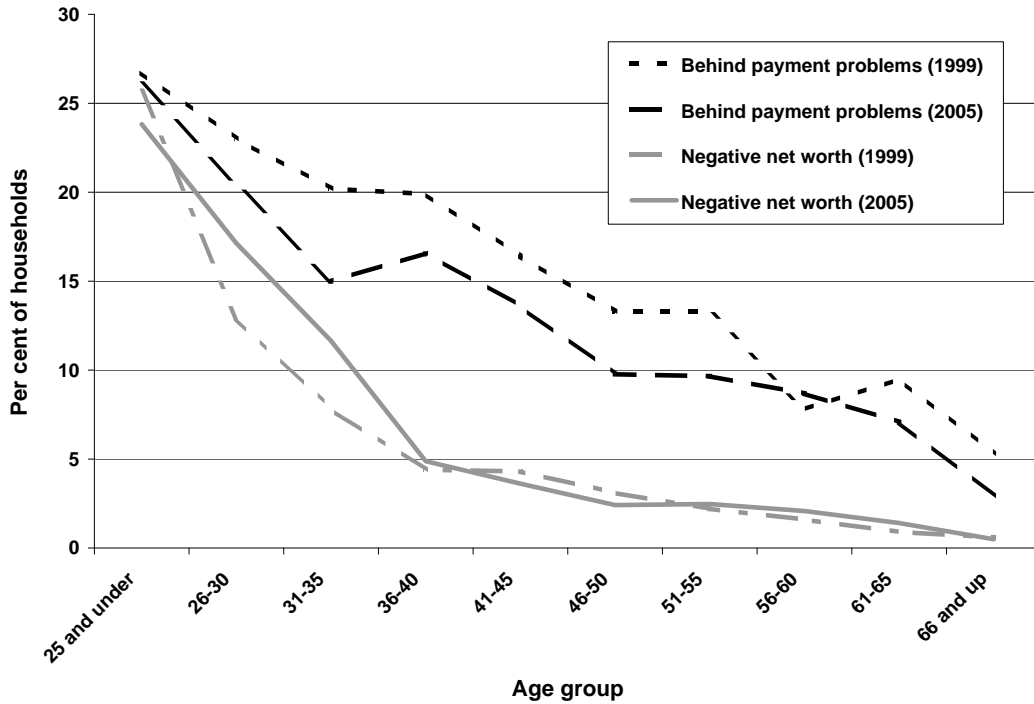 30
25
20
15
10
5
0
Per cent of households
Behind payment problems (1999)
Behind payment problems (2005)
Negative net worth (1999)
Negative net worth (2005)
25 and under
26-30
31-35
36-40
41-45
46-50
51-55
56-60
61-65
66 and up
Age group